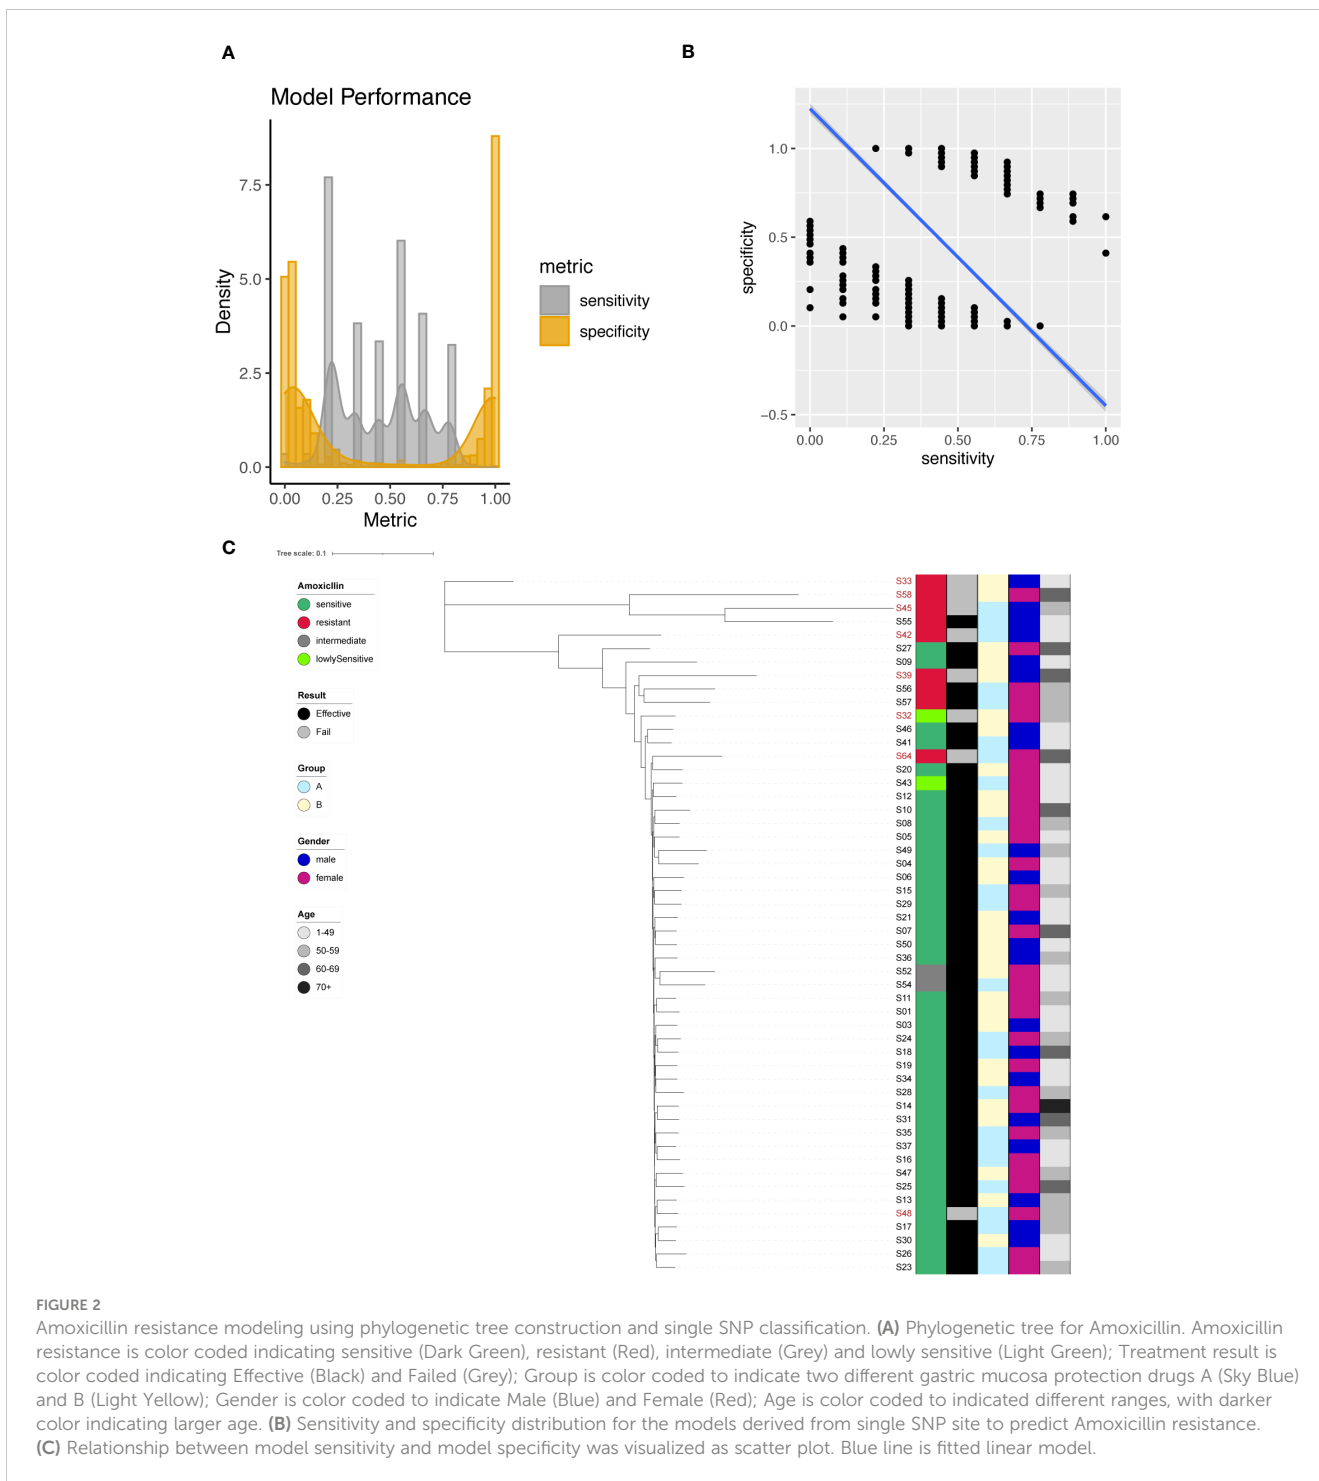 A
B
Model Performance
7.5
5.0
2.5
0.0
Density
0.00 0.25 0.50 0.75 1.00
Metric
metric
sensitivity
specificity
1.0
0.5
0.0
−0.5
specificity
0.00 0.25 0.50 0.75 1.00
sensitivity
C
Tree scale: 0.1
Amoxicllin
sensitive
resistant
intermediate
lowlySensitive
Result
Effective
Fail
Group
A
B
Gender
male
female
Age
1-49
50-59
60-69
70+
S33
S58
S45
S55
S42
S27
S09
S39
S56
S57
S32
S46
S41
S64
S20
S43
S12
S10
S08
S05
S49
S04
S06
S15
S29
S21
S07
S50
S36
S52
S54
S11
S01
S03
S24
S18
S19
S34
S28
S14
S31
S35
S37
S16
S47
S25
S13
S48
S17
S30
S26
S23
FIGURE 2
Amoxicillin resistance modeling using phylogenetic tree construction and single SNP classification. (A) Phylogenetic tree for Amoxicillin. Amoxicillin
resistance is color coded indicating sensitive (Dark Green), resistant (Red), intermediate (Grey) and lowly sensitive (Light Green); Treatment result is
color coded indicating Effective (Black) and Failed (Grey); Group is color coded to indicate two different gastric mucosa protection drugs A (Sky Blue)
and B (Light Yellow); Gender is color coded to indicate Male (Blue) and Female (Red); Age is color coded to indicated different ranges, with darker
color indicating larger age. (B) Sensitivity and specificity distribution for the models derived from single SNP site to predict Amoxicillin resistance.
(C) Relationship between model sensitivity and model specificity was visualized as scatter plot. Blue line is fitted linear model.